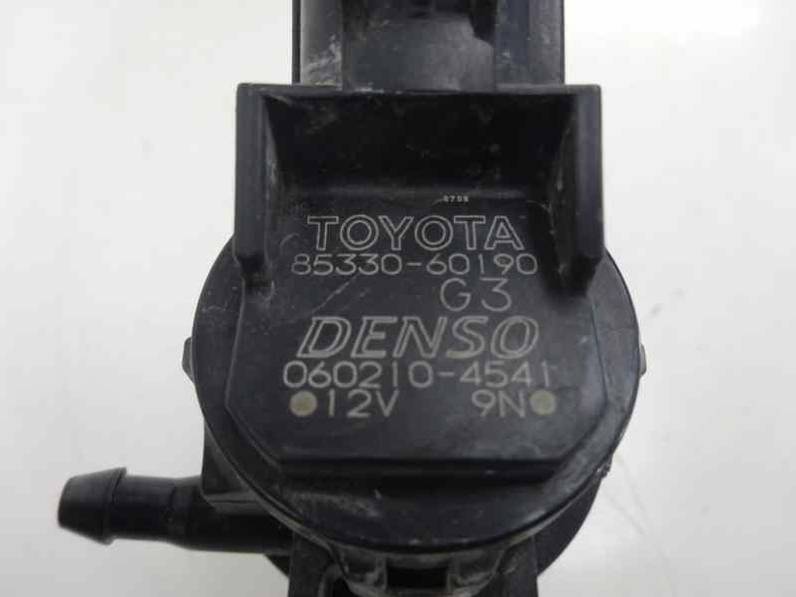 TOYOTA
85330-60190
G3
DENSO
060210-4541
●12V 9N●